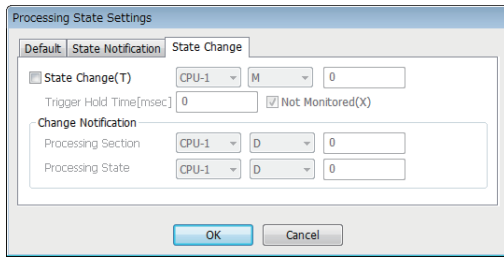 Processing State Settings
Default State Notification State Change
State Change(T) CPU-1 M 0
Trigger Hold Time[msec] 0 Not Monitored(X)
Change Notification
Processing Section CPU-1 D 0
Processing State CPU-1 D 0
OK Cancel